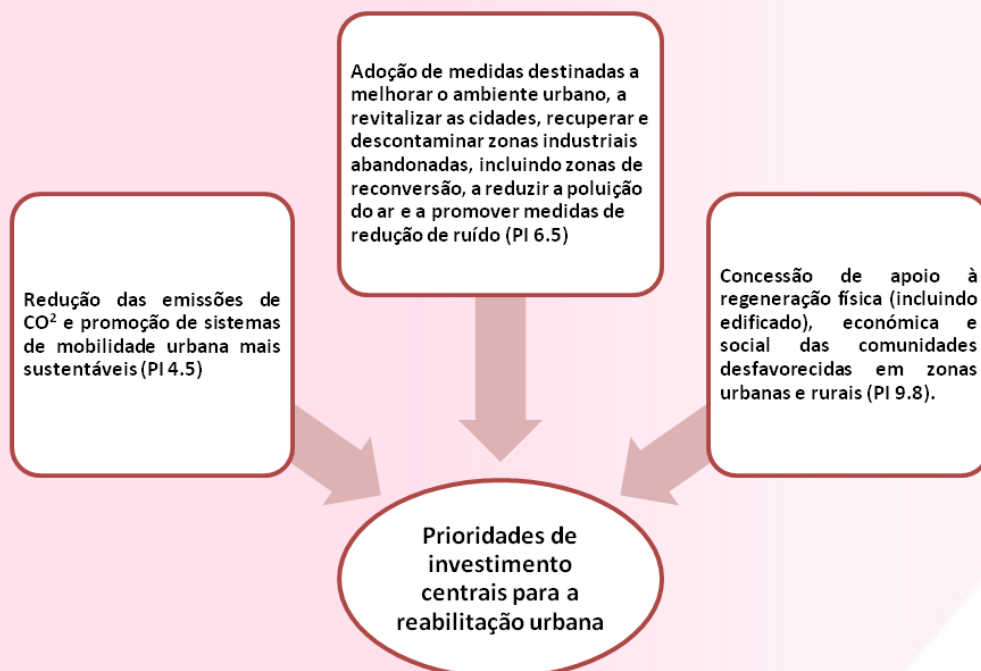 Adoção de medidas destinadas a
melhorar o ambiente urbano, a
revitalizar as cidades, recuperar e
descontaminar zonas industriais
abandonadas, incluindo zonas de
reconversão, a reduzir a poluição
do ar e a promover medidas de
redução de ruído (PI 6.5)
Redução das emissões de
CO² e promoção de sistemas
de mobilidade urbana mais
sustentáveis (PI 4.5)
Concessão de apoio à
regeneração física (incluindo
edificado), económica e
social das comunidades
desfavorecidas em zonas
urbanas e rurais (PI 9.8).
Prioridades de
investimento
centrais para a
reabilitação urbana